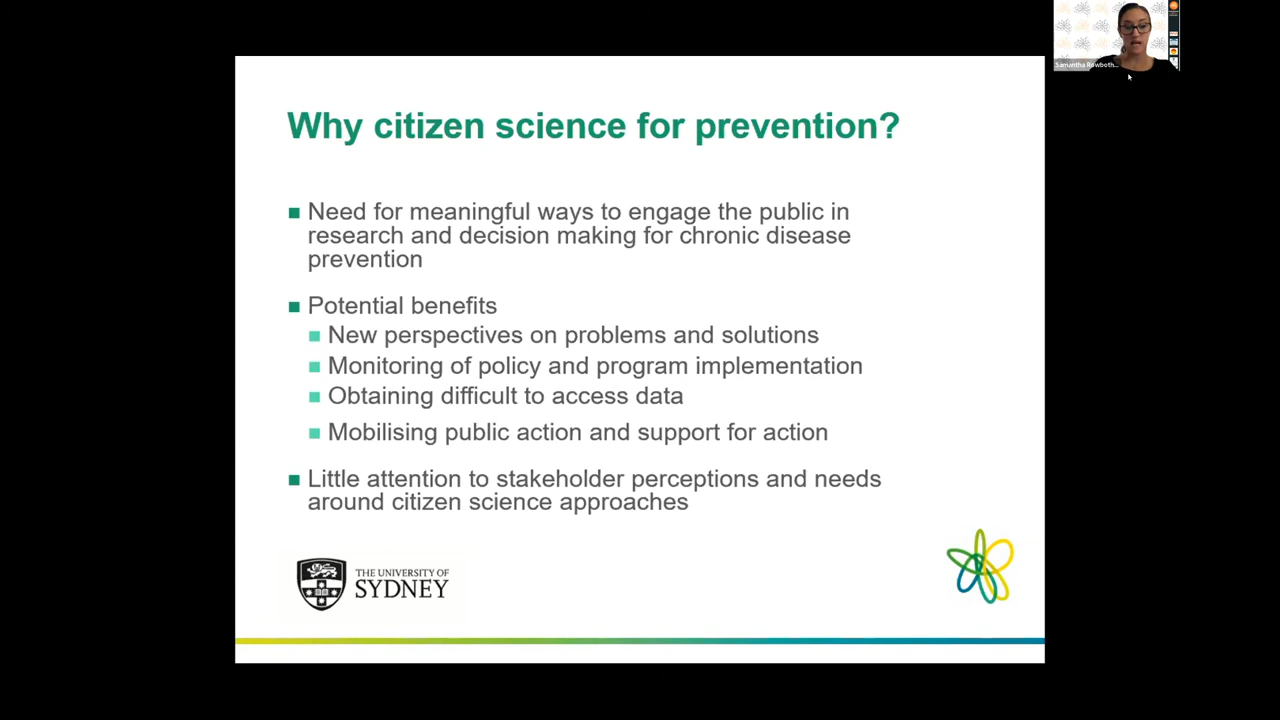 Samantha Rowboth...
Why citizen science for prevention?
Need for meaningful ways to engage the public in
research and decision making for chronic disease
prevention
Potential benefits
New perspectives on problems and solutions
Monitoring of policy and program implementation
Obtaining difficult to access data
Mobilising public action and support for action
Little attention to stakeholder perceptions and needs
around citizen science approaches
THE UNIVERSITY OF
SYDNEY